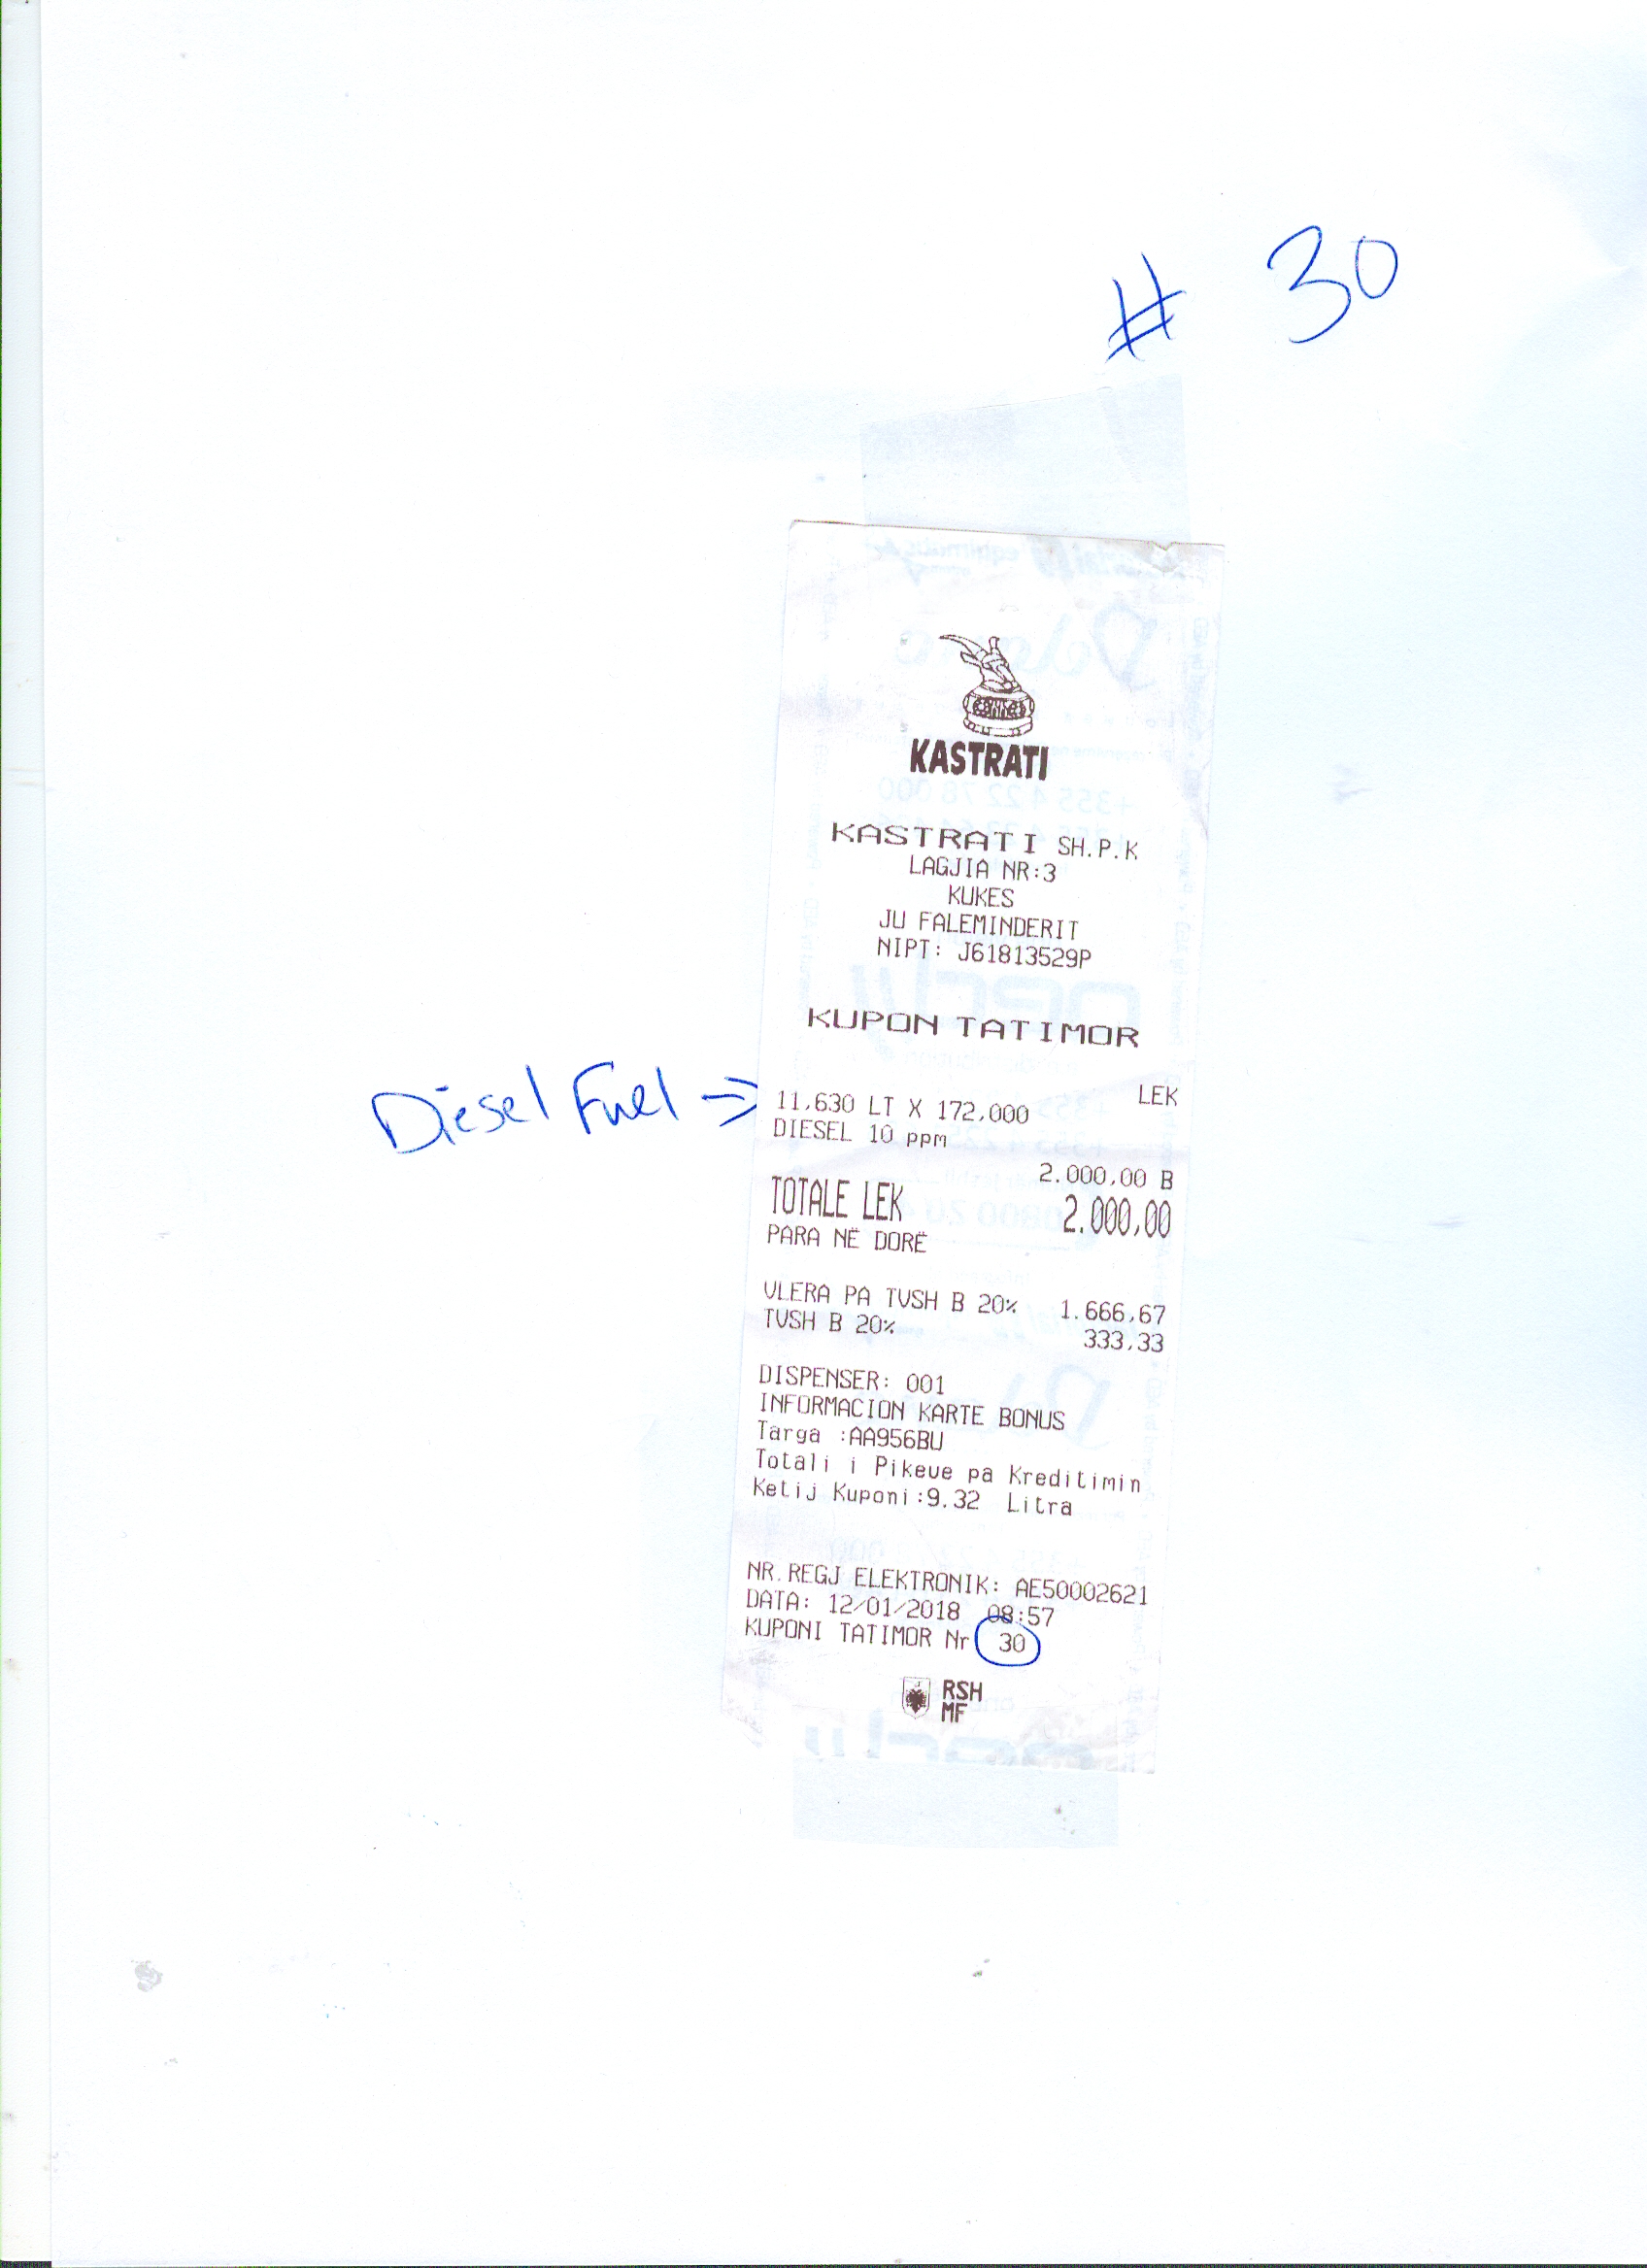 # 30
KASTRATI
KASTRATI SH.P.K
LAGJIA NR:3
KUKES
JU FALEMINDERIT
NIPT: J61813529P
KUPON TATIMOR
LEK
Diesel Fuel => 11,630 LT X 172,000
DIESEL 10 ppm
2.000,00 B
TOTALE LEK 2.000,00
PARA NË DORË
VLERA PA TVSH B 20% 1.666,67
TVSH B 20% 333,33
DISPENSER: 001
INFORMACION KARTE BONUS
Targa :AA956BU
Totali i Pikeve pa Kreditimin
Ketij Kuponi:9.32 Litra
NR.REGJ ELEKTRONIK: AE50002621
DATA: 12/01/2018 08:57
KUPONI TATIMOR Nr 30
RSH
MF